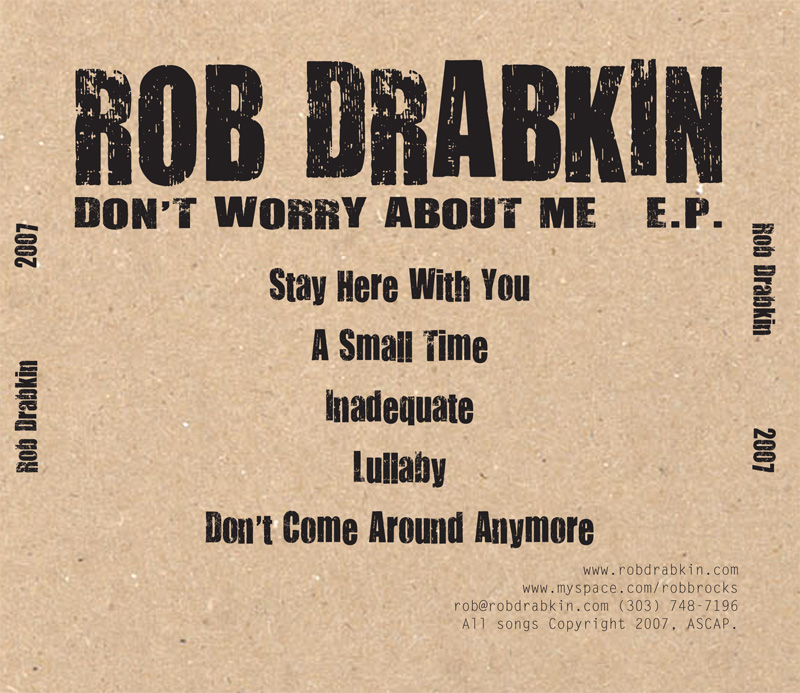 ROB DRABKIN
DON'T WORRY ABOUT ME E.P.
Stay Here With You
A Small Time
Inadequate
Lullaby
Don't Come Around Anymore
www.robdrabkin.com
www.myspace.com/robbrocks
rob@robdrabkin.com (303) 748-7196
All songs Copyright 2007. ASCAP.
Rob Drabkin 2007
Rob Drabkin 2007